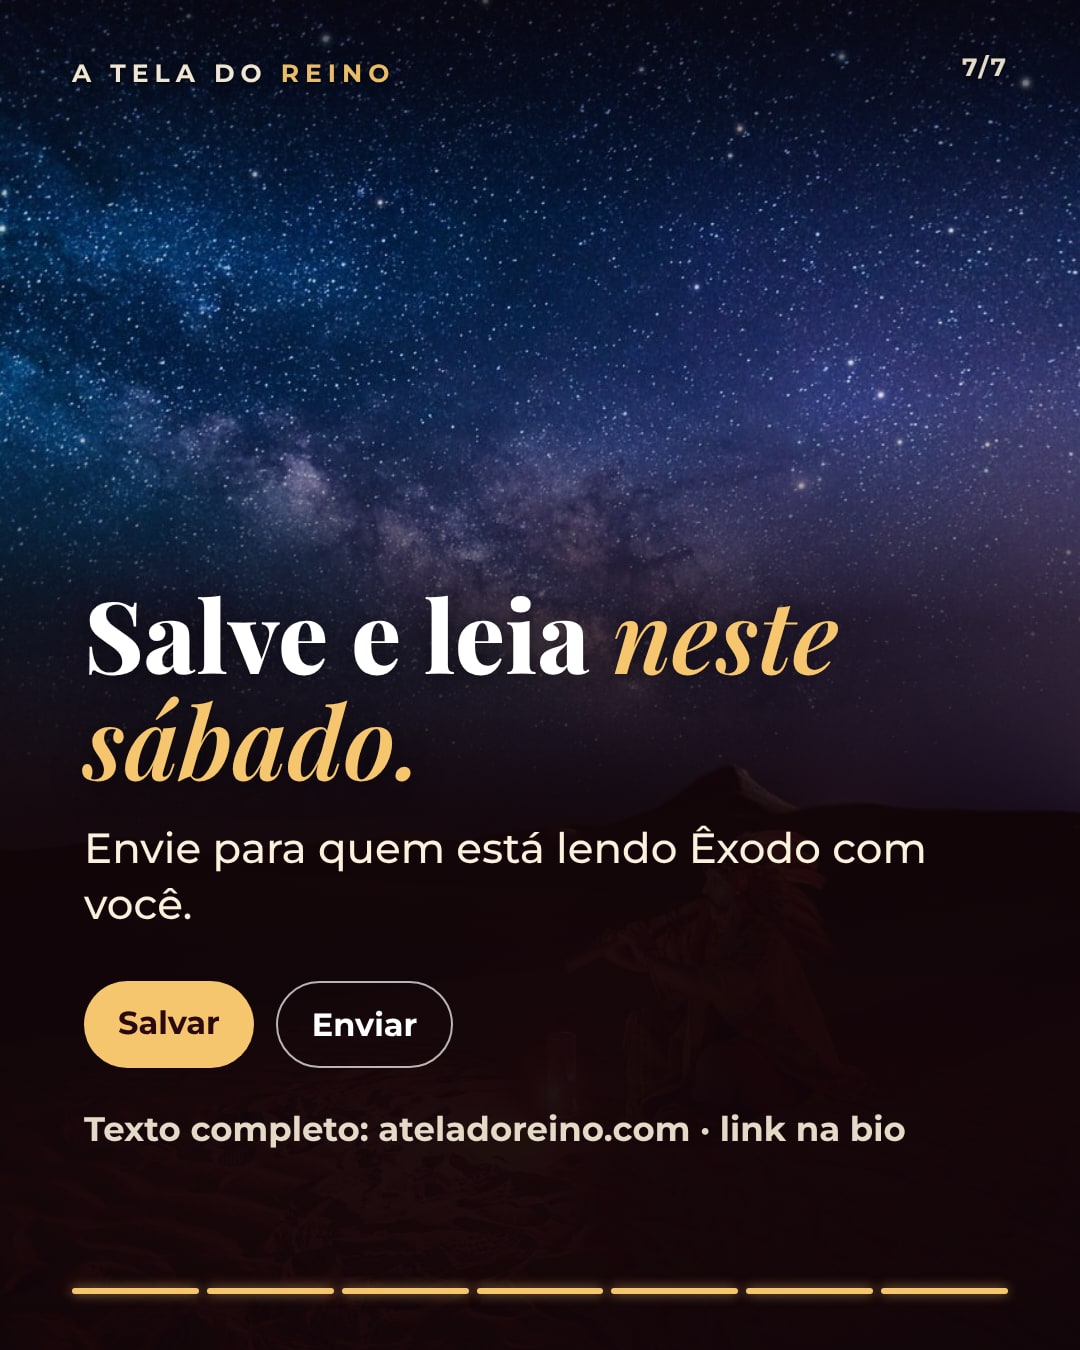 A TELA DO REINO
7/7
Salve e leia neste
sábado.
Envie para quem está lendo Êxodo com
você.
Salvar
Enviar
Texto completo: ateladoreino.com · link na bio